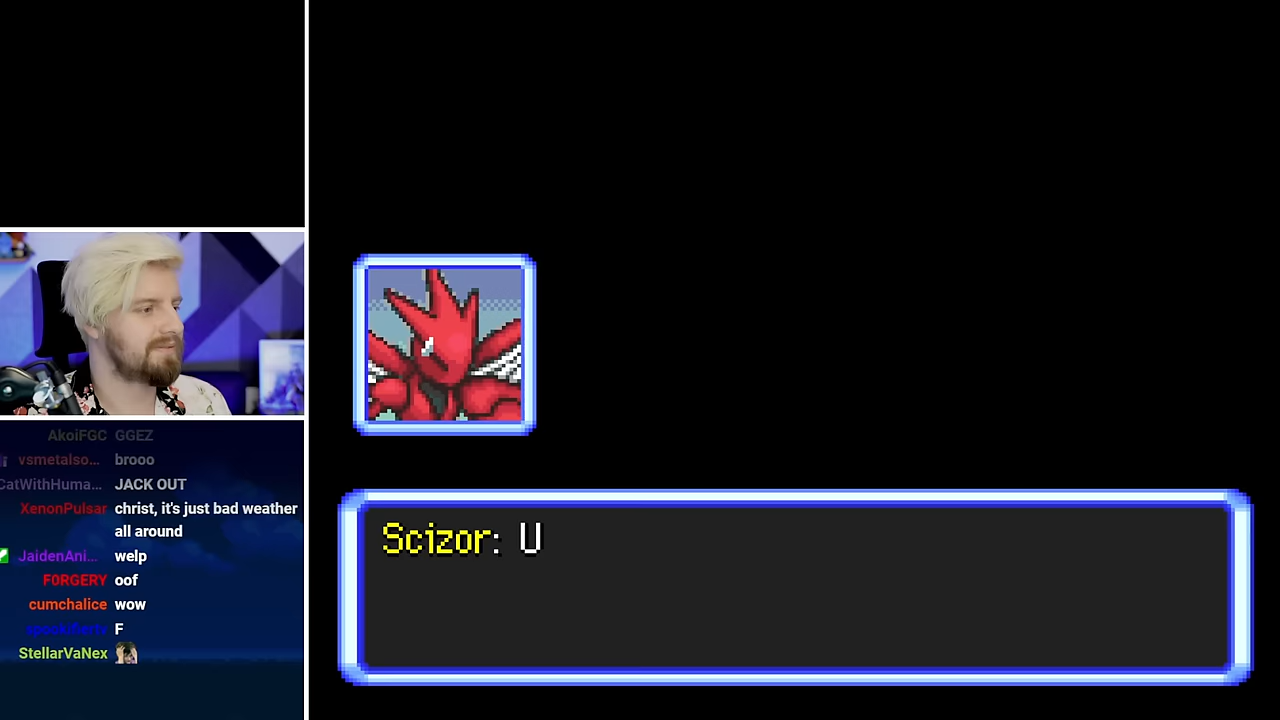 AkoiFGC GGEZ
vsmetalso... brooo
CatWithHuma... JACK OUT
XenonPulsar christ, it's just bad weather
all around
JaidenAni... welp
F0RGERY oof
cumchalice wow
spookifiertv F
StellarVaNex
Scizor: U